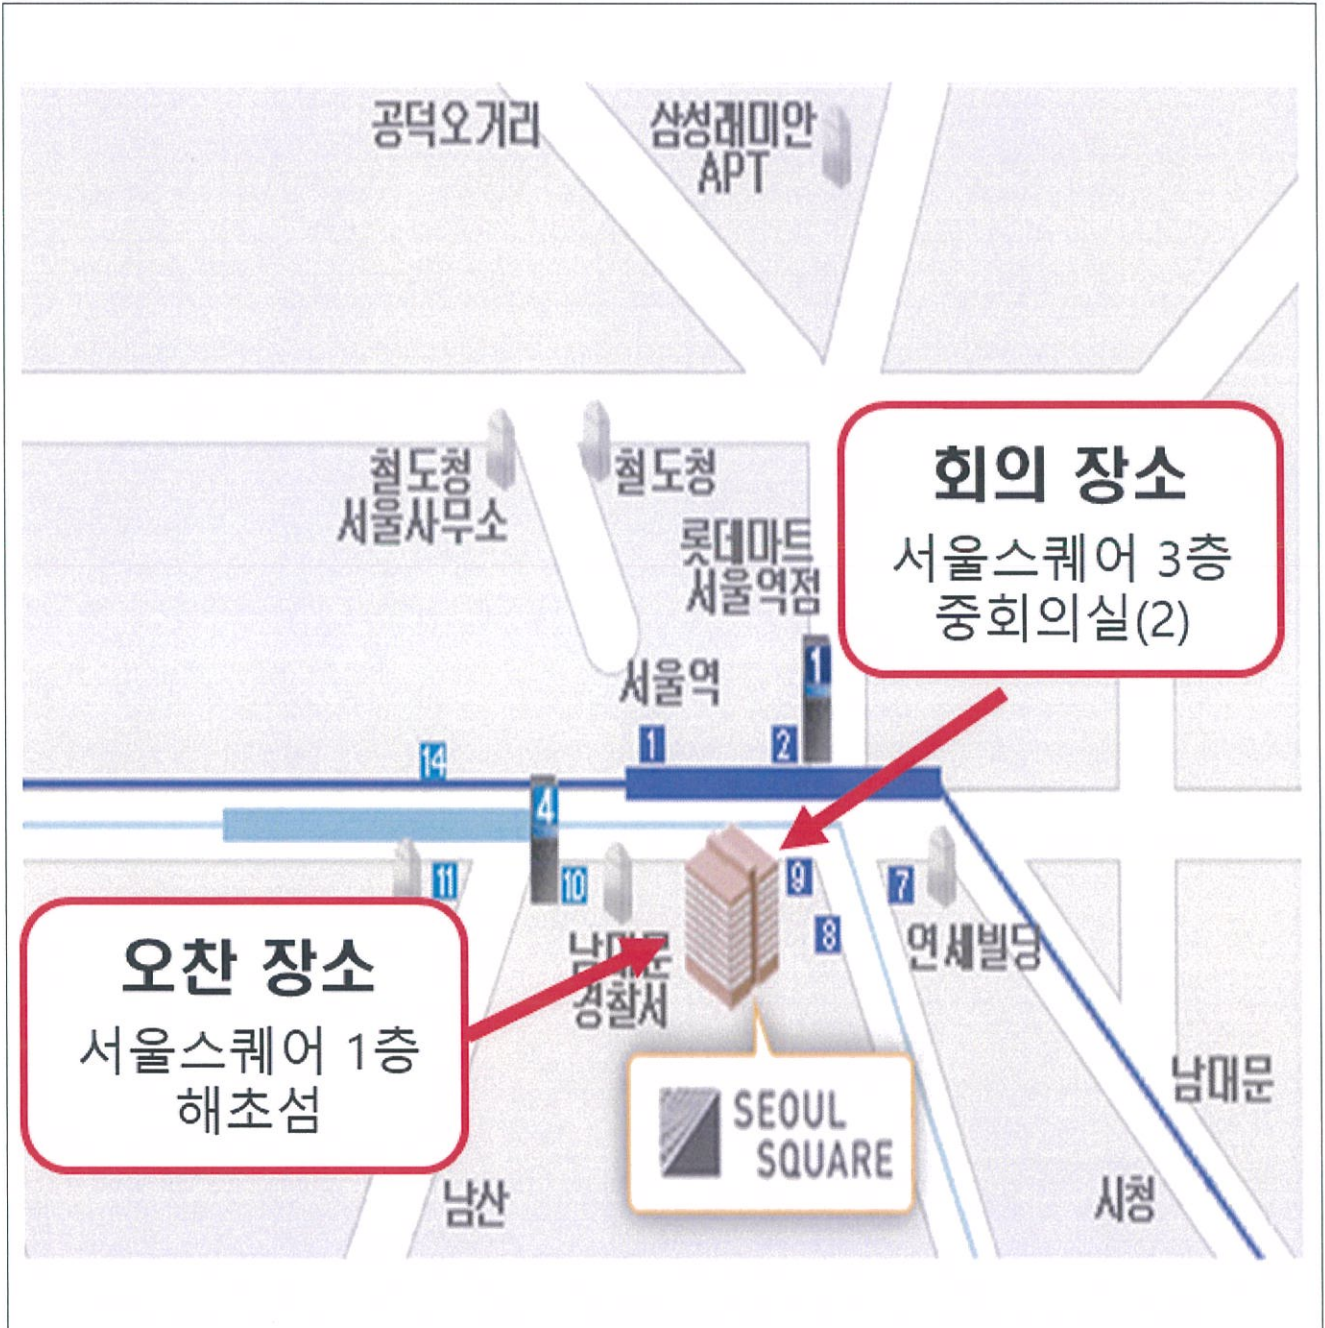 공덕오거리
삼성래미안
APT
철도청
서울사무소
철도청
롯데마트
서울역점
회의 장소
서울스퀘어 3층
중회의실(2)
서울역
1
1
2
14
4
11
10
9
7
8
남대문
경찰서
연세빌딩
오찬 장소
서울스퀘어 1층
해초섬
SEOUL
SQUARE
남대문
남산
시청